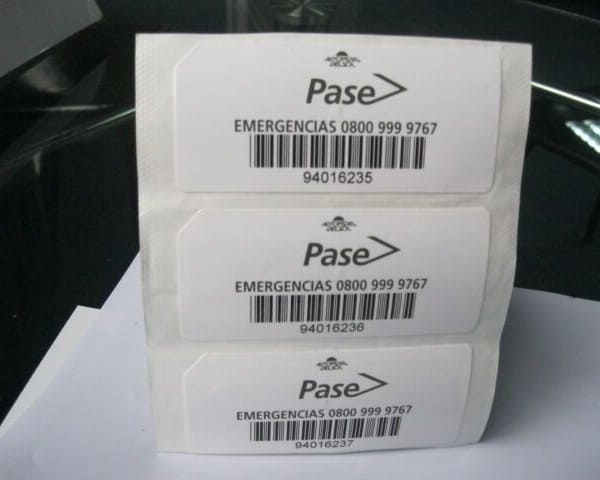 Pase
EMERGENCIAS 0800 999 9767
94016235
Pase
EMERGENCIAS 0800 999 9767
94016236
Pase
EMERGENCIAS 0800 999 9767
94016237